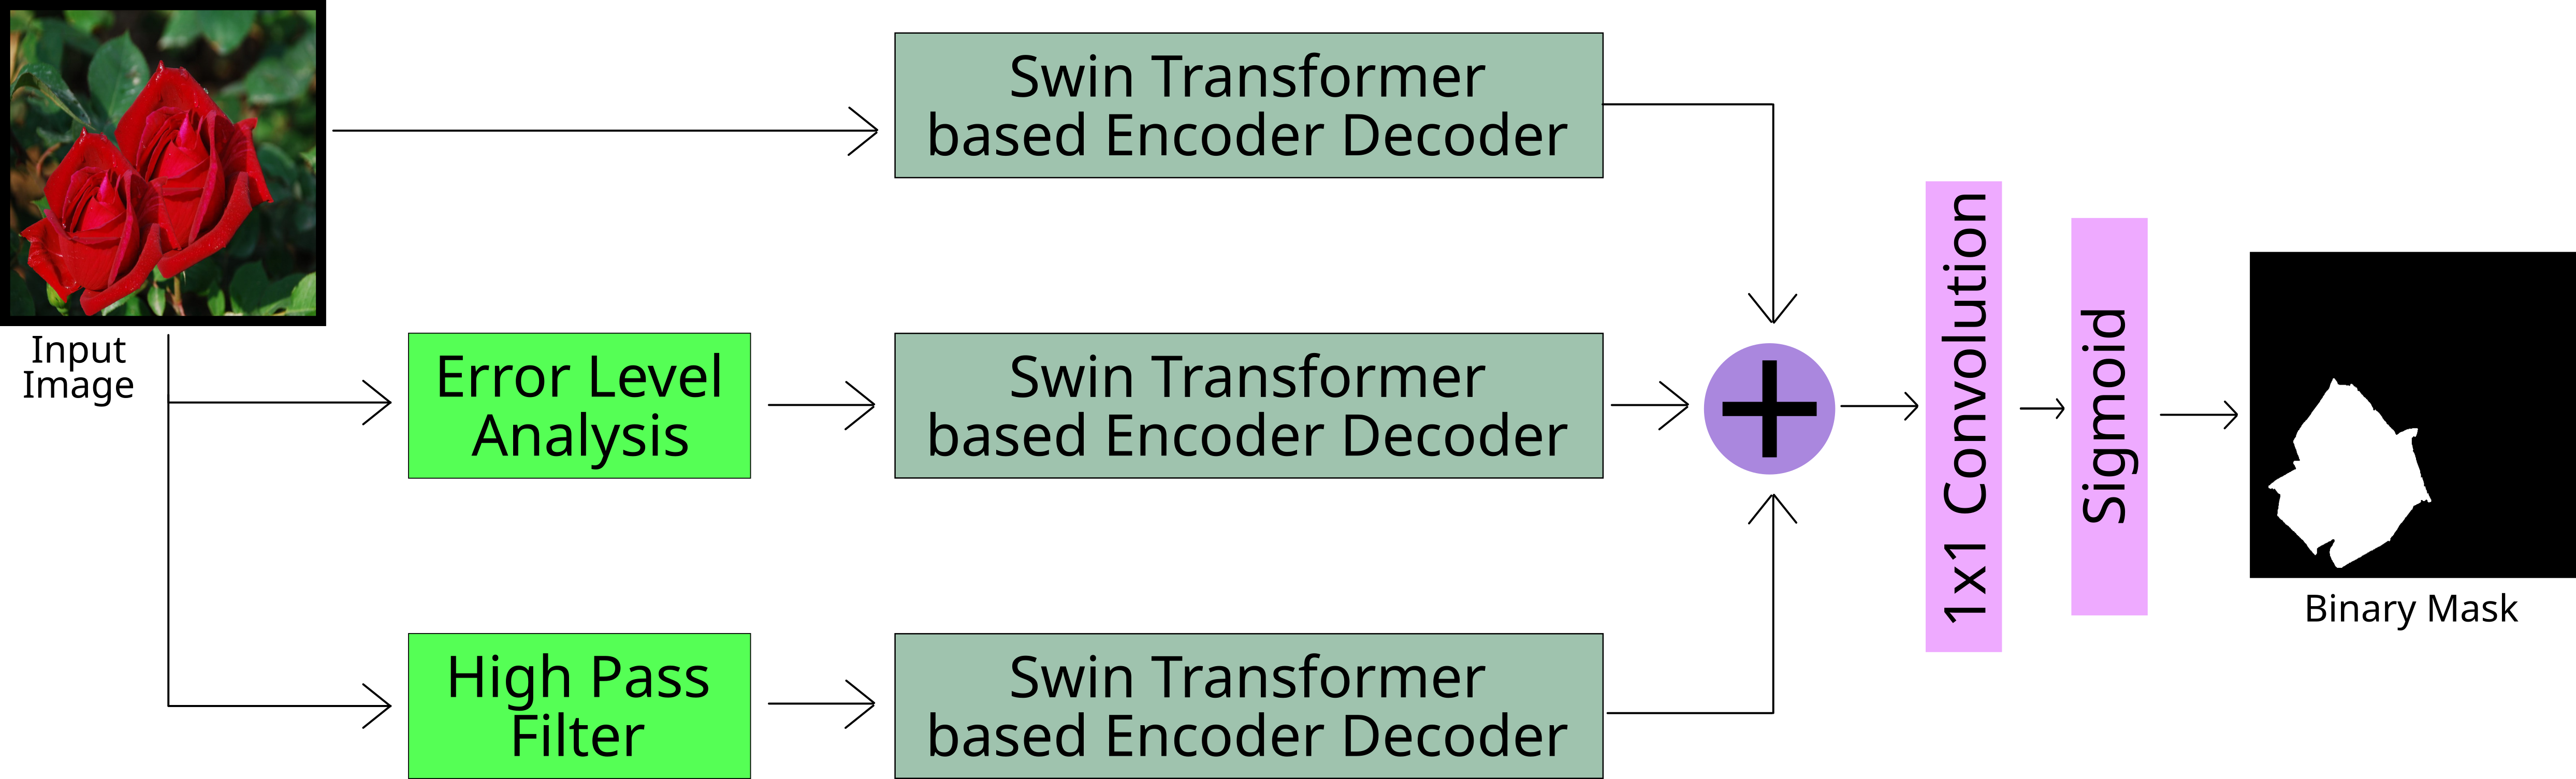 Swin Transformer
based Encoder Decoder
Input
Image
Error Level
Analysis
Swin Transformer
based Encoder Decoder
High Pass
Filter
Swin Transformer
based Encoder Decoder
+
1x1 Convolution
Sigmoid
Binary Mask